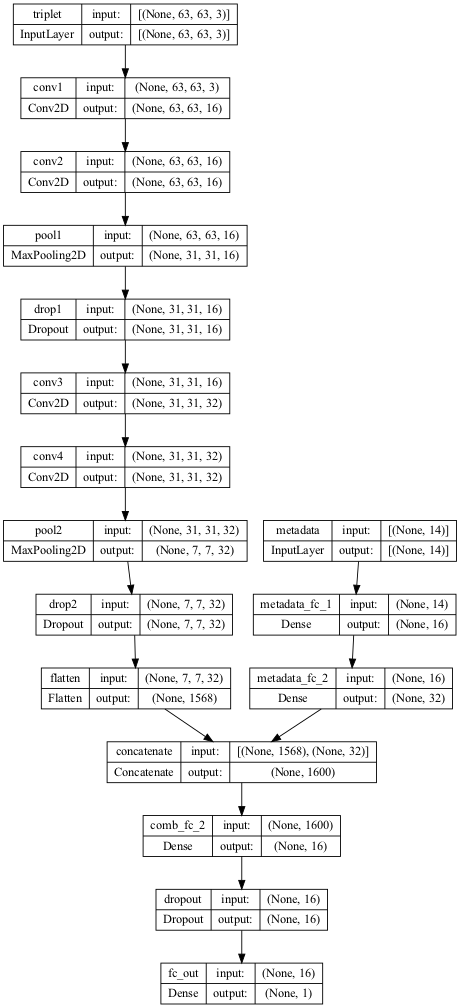 triplet input: [(None, 63, 63, 3)]
InputLayer output: [(None, 63, 63, 3)]
conv1 input: (None, 63, 63, 3)
Conv2D output: (None, 63, 63, 16)
conv2 input: (None, 63, 63, 16)
Conv2D output: (None, 63, 63, 16)
pool1 input: (None, 63, 63, 16)
MaxPooling2D output: (None, 31, 31, 16)
drop1 input: (None, 31, 31, 16)
Dropout output: (None, 31, 31, 16)
conv3 input: (None, 31, 31, 16)
Conv2D output: (None, 31, 31, 32)
conv4 input: (None, 31, 31, 32)
Conv2D output: (None, 31, 31, 32)
pool2 input: (None, 31, 31, 32)
MaxPooling2D output: (None, 7, 7, 32)
metadata input: [(None, 14)]
InputLayer output: [(None, 14)]
drop2 input: (None, 7, 7, 32)
Dropout output: (None, 7, 7, 32)
metadata_fc_1 input: (None, 14)
Dense output: (None, 16)
flatten input: (None, 7, 7, 32)
Flatten output: (None, 1568)
metadata_fc_2 input: (None, 16)
Dense output: (None, 32)
concatenate input: [(None, 1568), (None, 32)]
Concatenate output: (None, 1600)
comb_fc_2 input: (None, 1600)
Dense output: (None, 16)
dropout input: (None, 16)
Dropout output: (None, 16)
fc_out input: (None, 16)
Dense output: (None, 1)